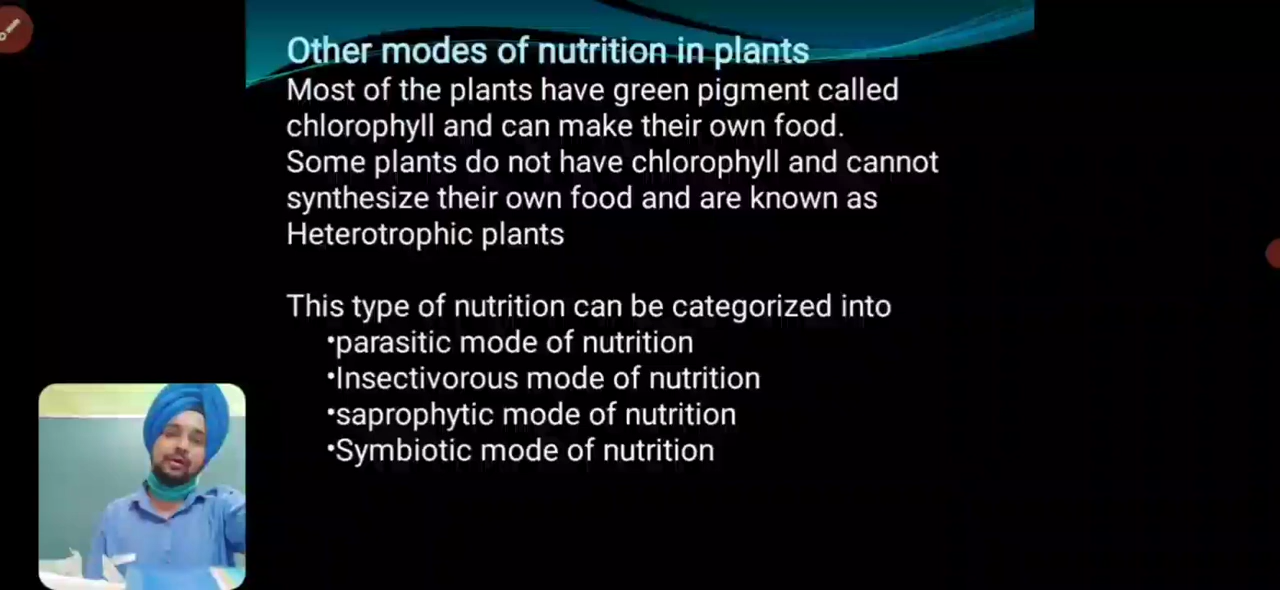 Other modes of nutrition in plants
Most of the plants have green pigment called
chlorophyll and can make their own food.
Some plants do not have chlorophyll and cannot
synthesize their own food and are known as
Heterotrophic plants
This type of nutrition can be categorized into
•parasitic mode of nutrition
•Insectivorous mode of nutrition
•saprophytic mode of nutrition
•Symbiotic mode of nutrition